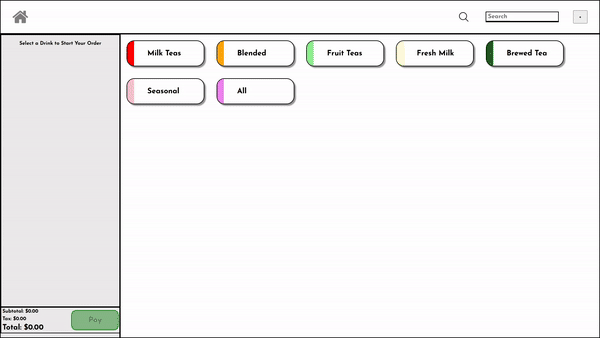 Search
Select a Drink to Start Your Order
Milk Teas
Blended
Fruit Teas
Fresh Milk
Brewed Tea
Seasonal
All
Subtotal: $0.00
Tax: $0.00
Total: $0.00
Pay